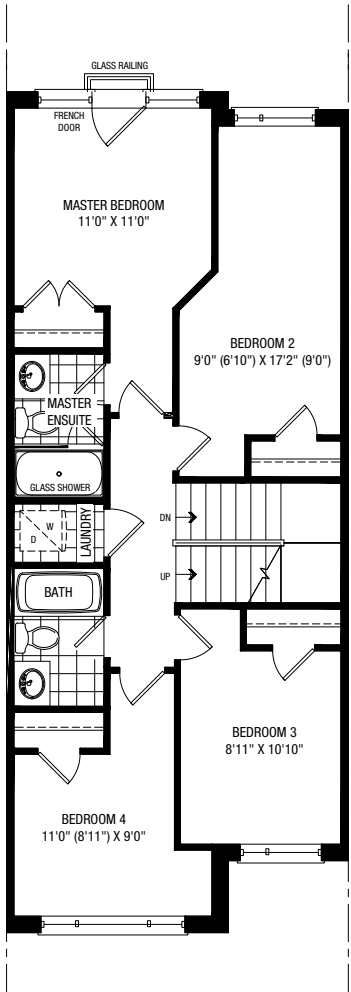 GLASS RAILING
FRENCH
DOOR
MASTER BEDROOM
11'0" X 11'0"
BEDROOM 2
9'0" (6'10") X 17'2" (9'0")
MASTER
ENSUITE
GLASS SHOWER
DN
W
D
LAUNDRY
UP
BATH
BEDROOM 3
8'11" X 10'10"
BEDROOM 4
11'0" (8'11") X 9'0"